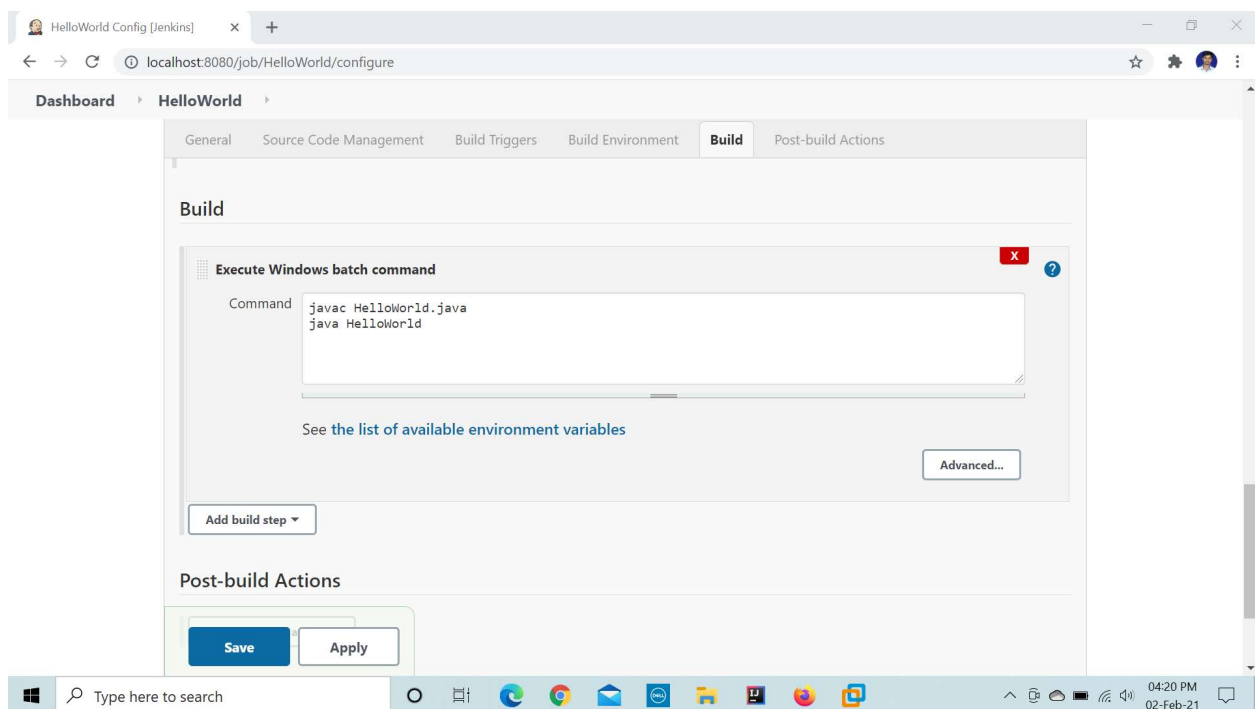 HelloWorld Config [Jenkins]
localhost:8080/job/HelloWorld/configure
Dashboard HelloWorld
General Source Code Management Build Triggers Build Environment Build Post-build Actions
Build
X
Execute Windows batch command ?
Command javac HelloWorld.java
java HelloWorld
See the list of available environment variables
Advanced...
Add build step
Post-build Actions
Save Apply
Type here to search
04:20 PM
02-Feb-21